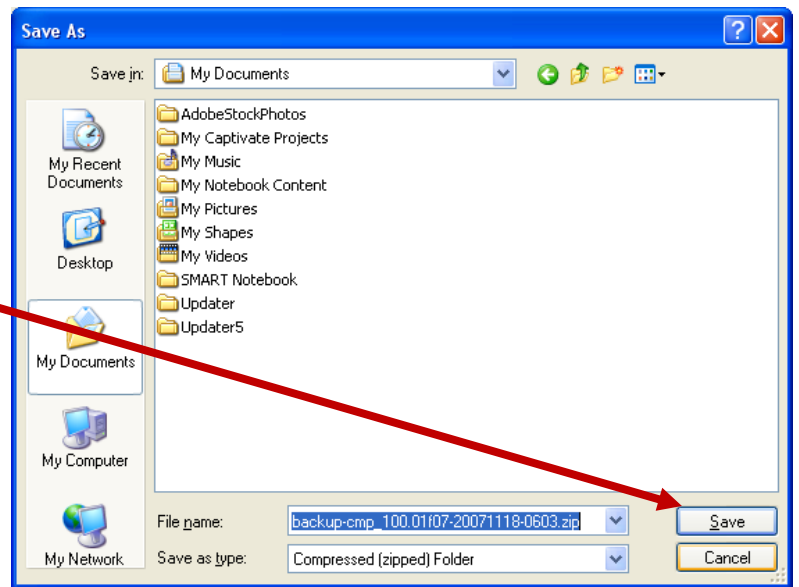 Save As
Save in:
My Documents
My Recent
Documents
Desktop
My Documents
My Computer
My Network
AdobeStockPhotos
My Captivate Projects
My Music
My Notebook Content
My Pictures
My Shapes
My Videos
SMART Notebook
Updater
Updater5
File name:
backup-cmp_100.01f07-20071118-0603.zip
Save
Save as type:
Compressed (zipped) Folder
Cancel